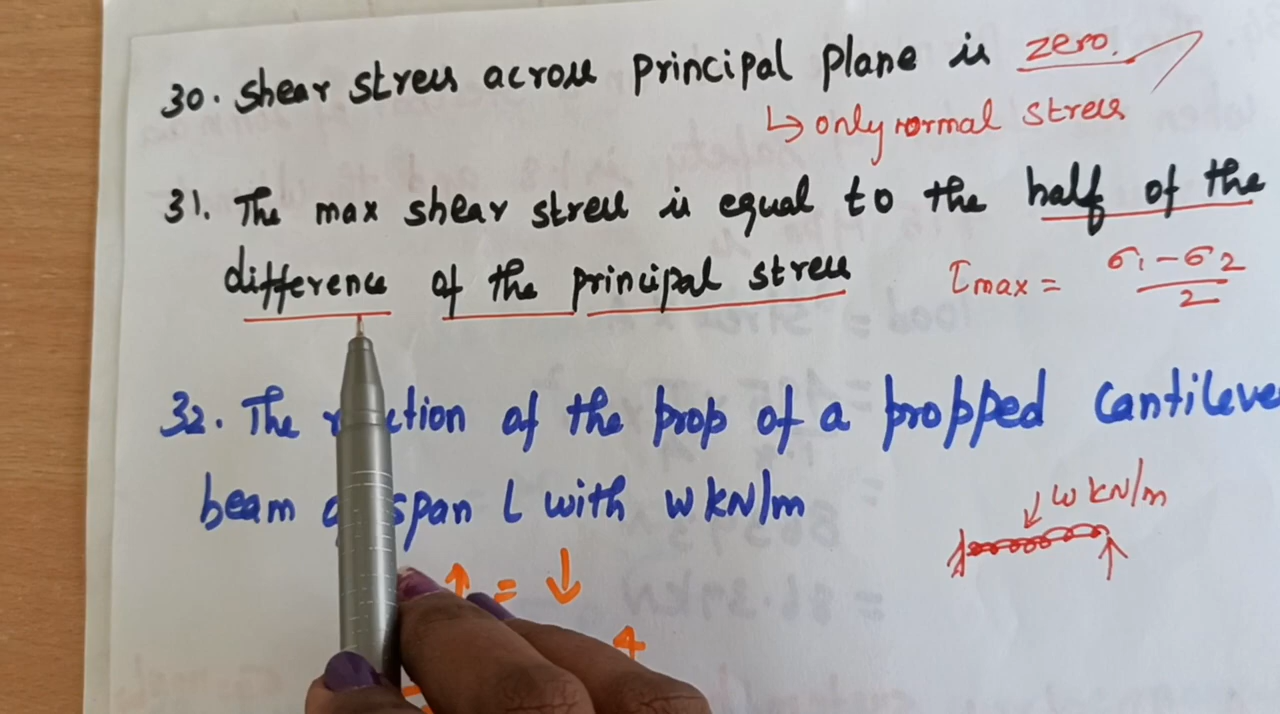 30. Shear stress across principal plane is zero.
↳ only normal stress
31. The max shear stress is equal to the half of the
difference of the principal stress τmax = σ1-σ2/2
32. The of the prop of a propped Cantileve
beam span L with w kN/m
w kN/m
↑ = ↓